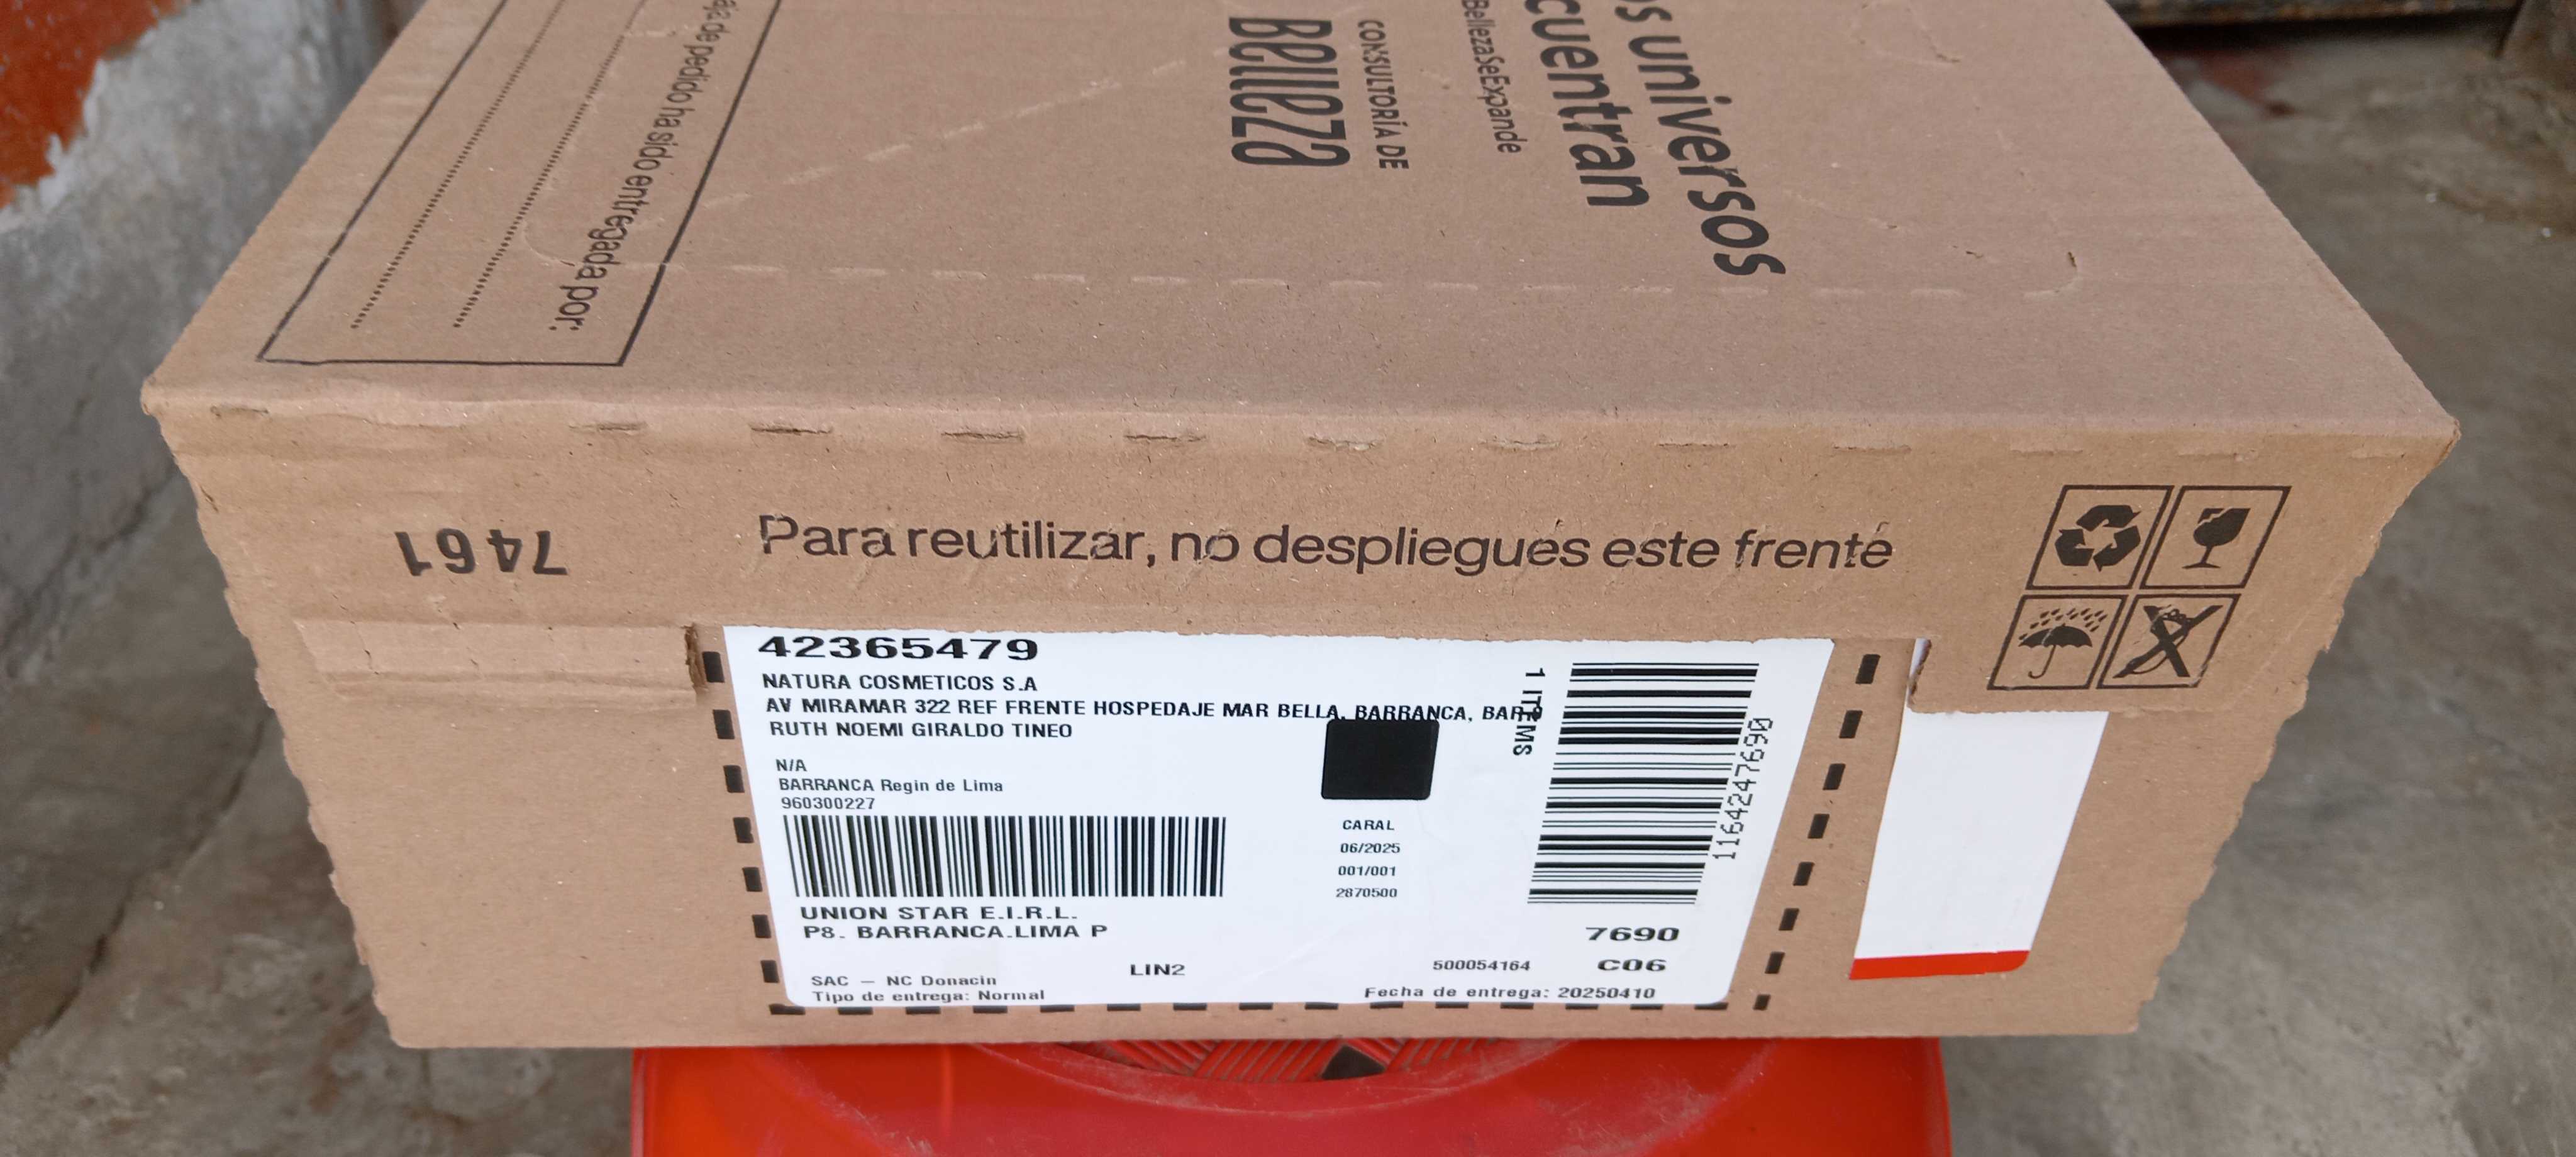 de pedido ha sido entregada por:
universos
cuentran
BellezaSeExpande
CONSULTORÍA DE
BELLEZA
7461
Para reutilizar, no despliegues este frente
42365479
NATURA COSMETICOS S.A
AV MIRAMAR 322 REF FRENTE HOSPEDAJE MAR BELLA, BARRANCA,
RUTH NOEMI GIRALDO TINEO
N/A
BARRANCA Regin de Lima
960300227
1 ITEMS
11642247690
CARAL
06/2025
001/001
2870500
UNION STAR E.I.R.L.
P8. BARRANCA.LIMA P
7690
LIN2
500054164
C06
SAC – NC Donacin
Tipo de entrega: Normal
Fecha de entrega: 20250410